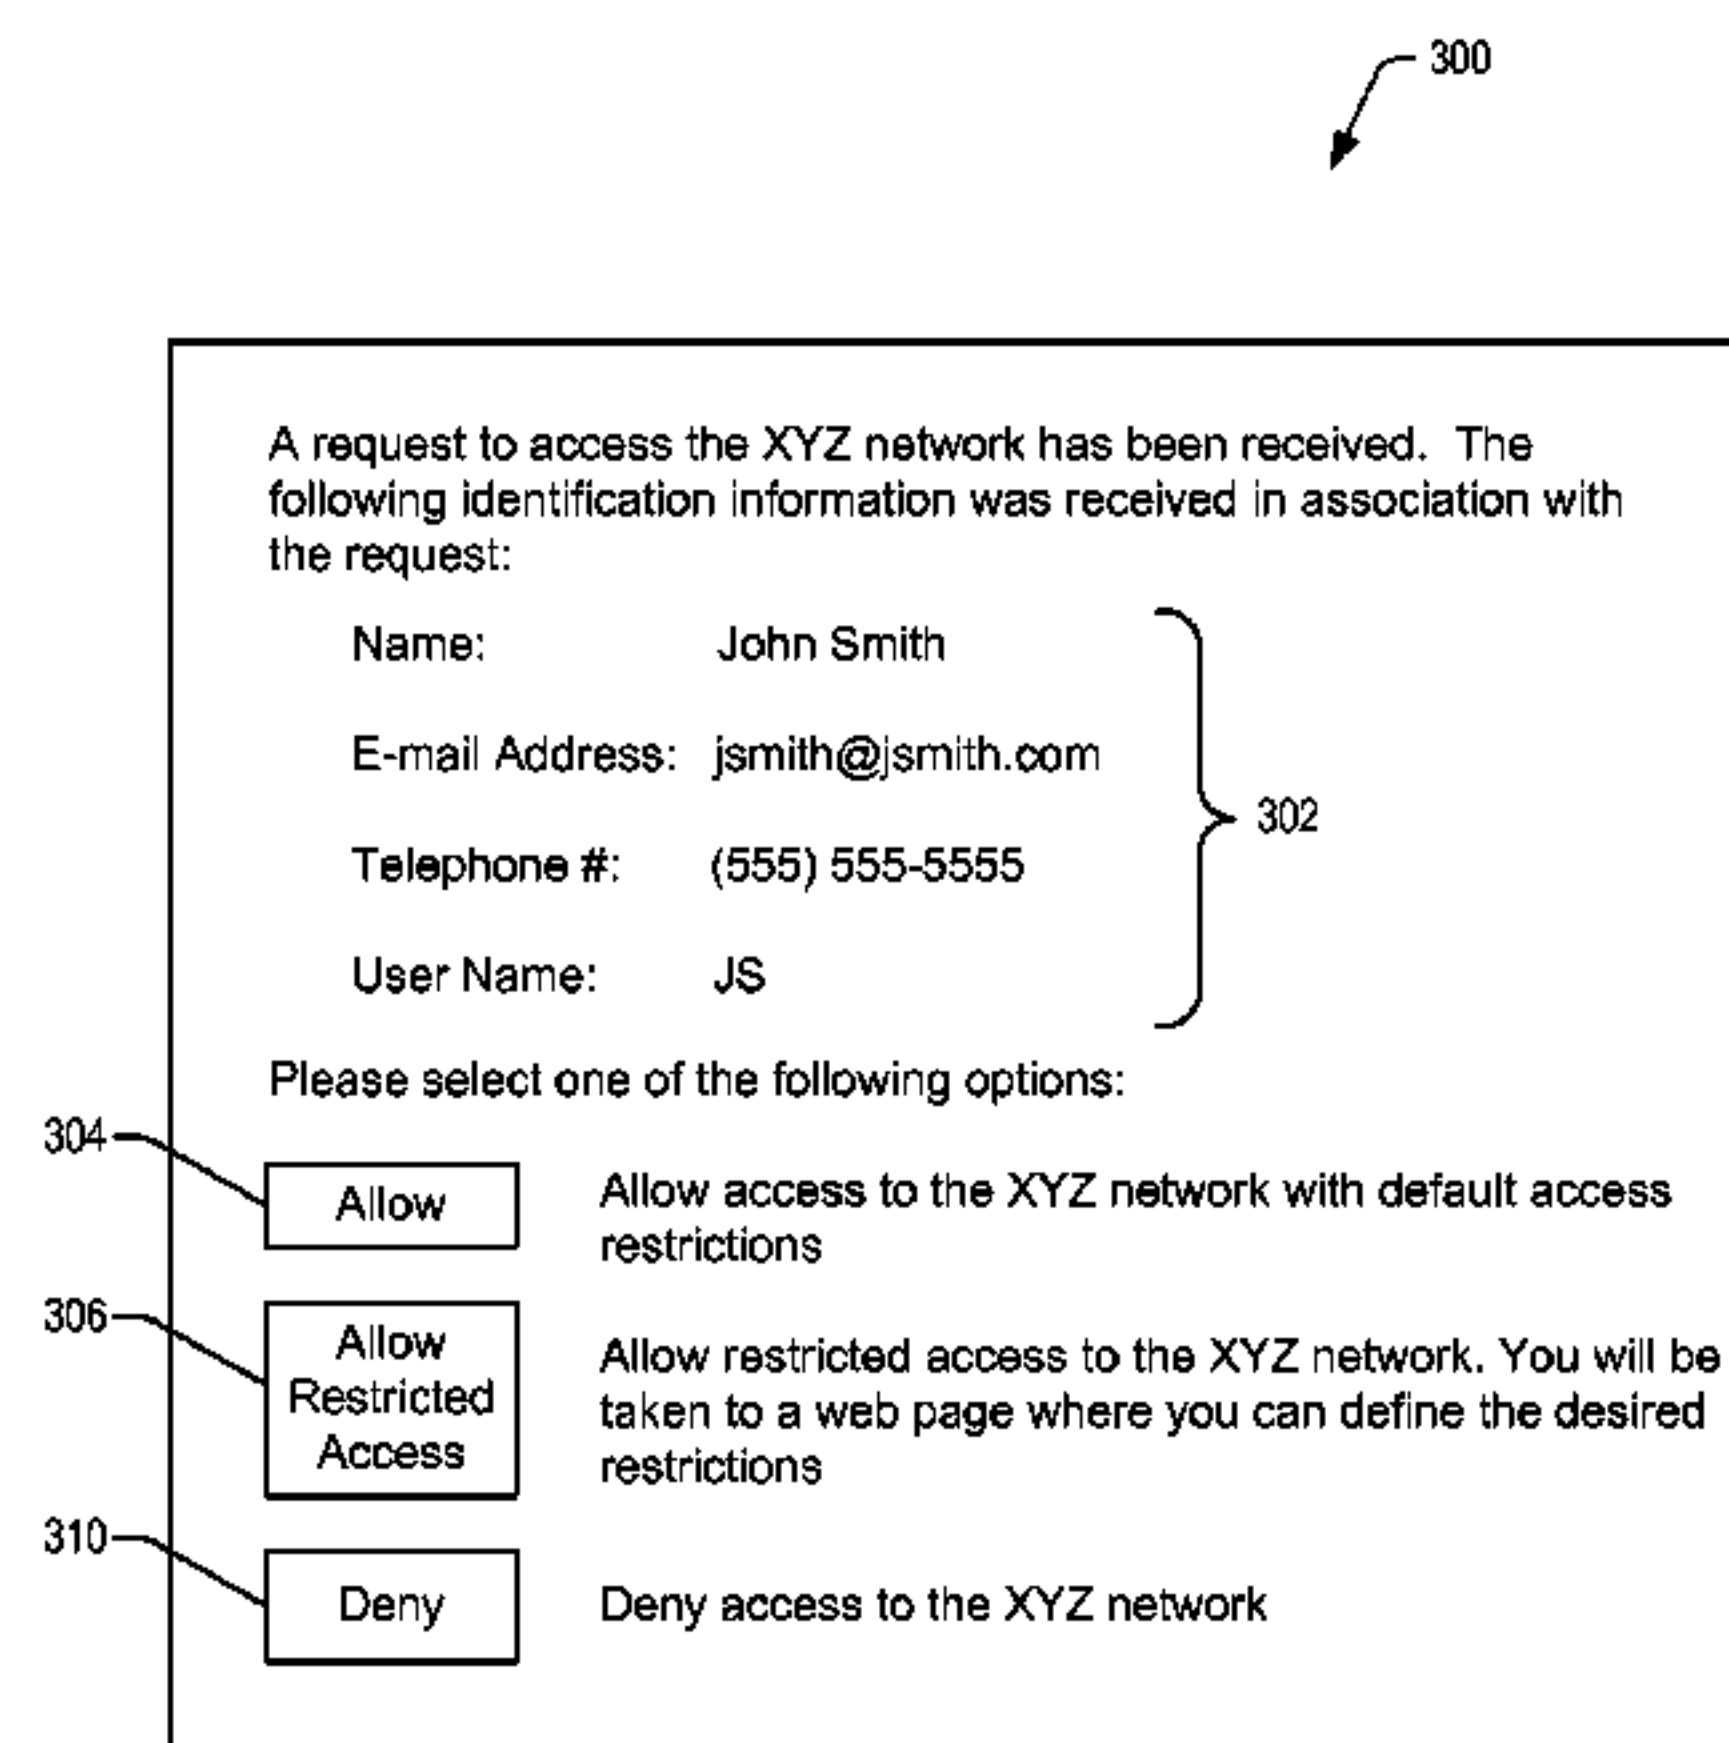 300
A request to access the XYZ network has been received. The
following identification information was received in association with
the request:
Name: John Smith
E-mail Address: jsmith@jsmith.com
302
Telephone #: (555) 555-5555
User Name: JS
Please select one of the following options:
304
Allow
Allow access to the XYZ network with default access
restrictions
306
Allow
Restricted
Access
Allow restricted access to the XYZ network. You will be
taken to a web page where you can define the desired
restrictions
310
Deny
Deny access to the XYZ network